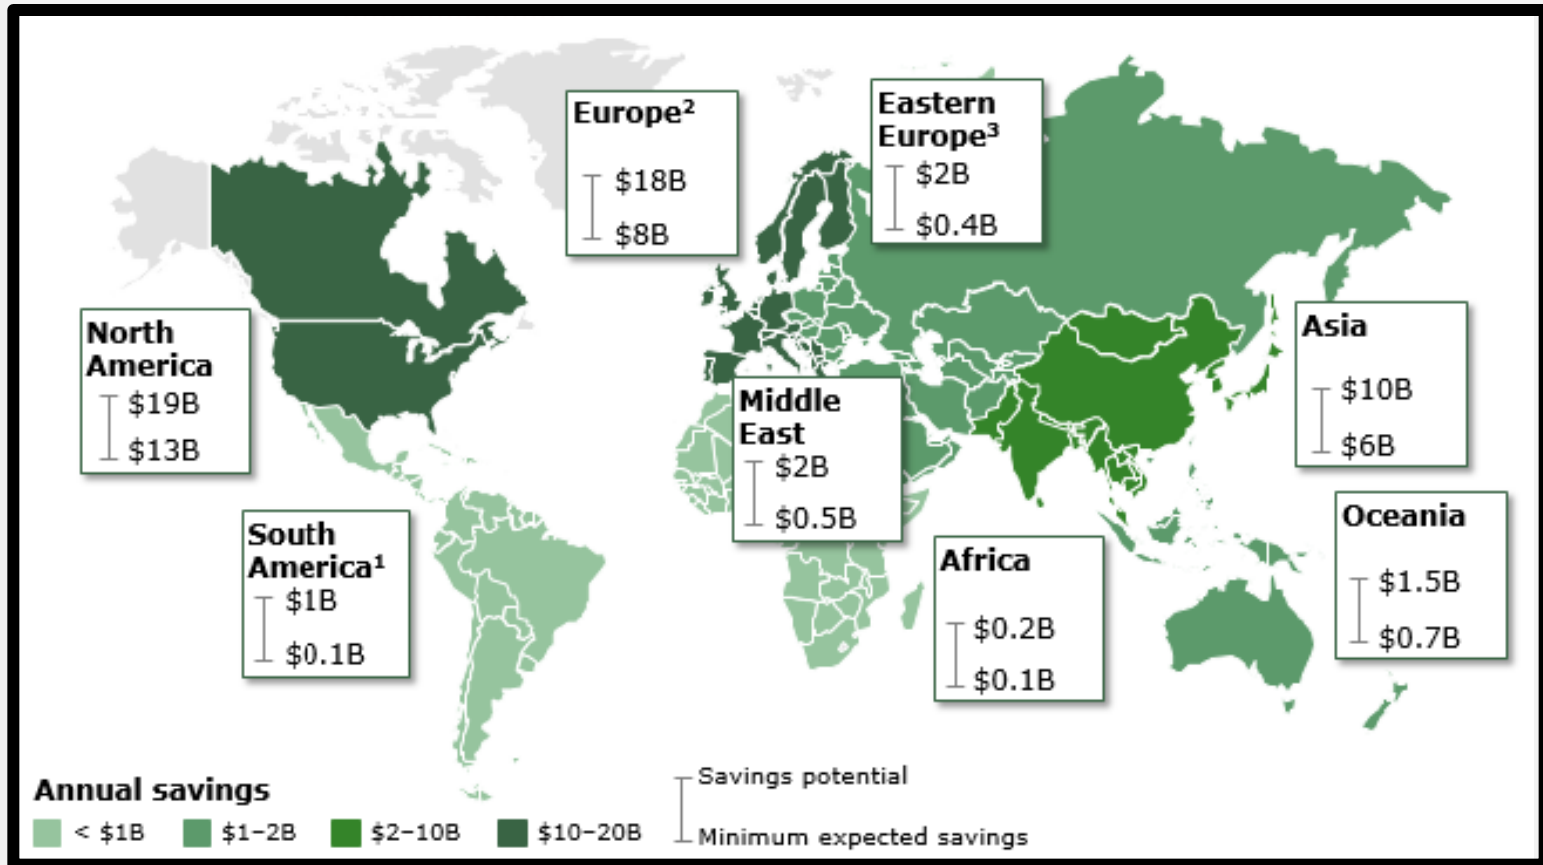 Europe²
$18B
$8B
Eastern
Europe³
$2B
$0.4B
North
America
$19B
$13B
Asia
$10B
$6B
Middle
East
$2B
$0.5B
South
America¹
$1B
$0.1B
Oceania
$1.5B
$0.7B
Africa
$0.2B
$0.1B
Annual savings
< $1B $1–2B $2–10B $10–20B
Savings potential
Minimum expected savings